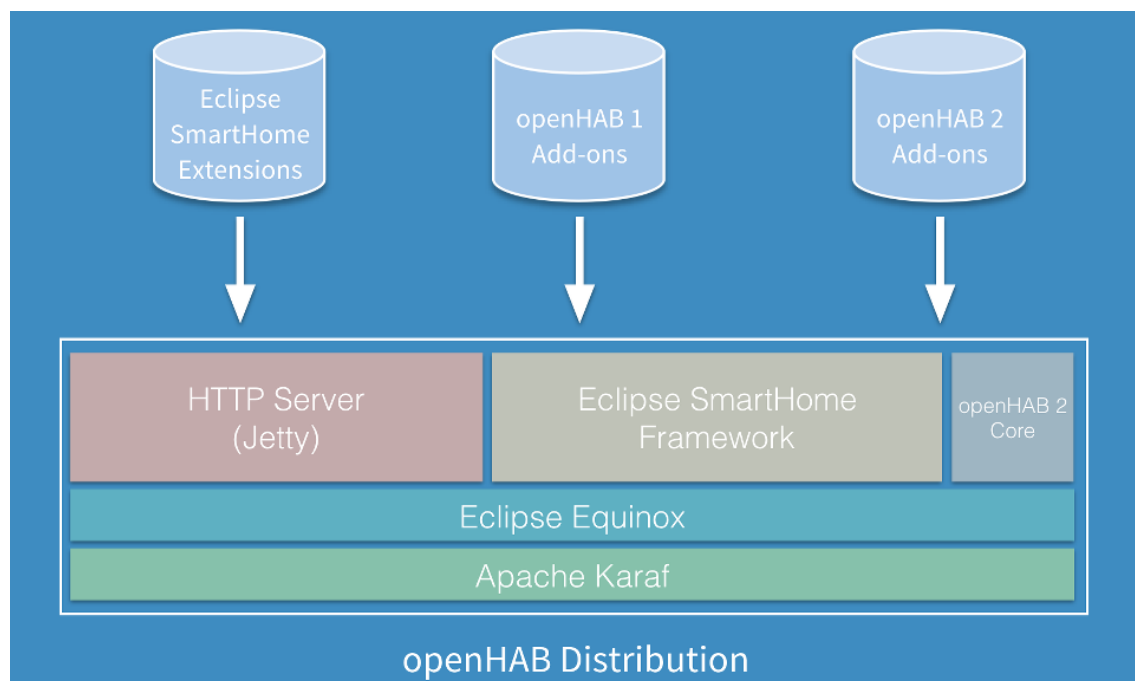 Eclipse
SmartHome
Extensions
openHAB 1
Add-ons
openHAB 2
Add-ons
HTTP Server
(Jetty)
Eclipse SmartHome
Framework
openHAB 2
Core
Eclipse Equinox
Apache Karaf
openHAB Distribution